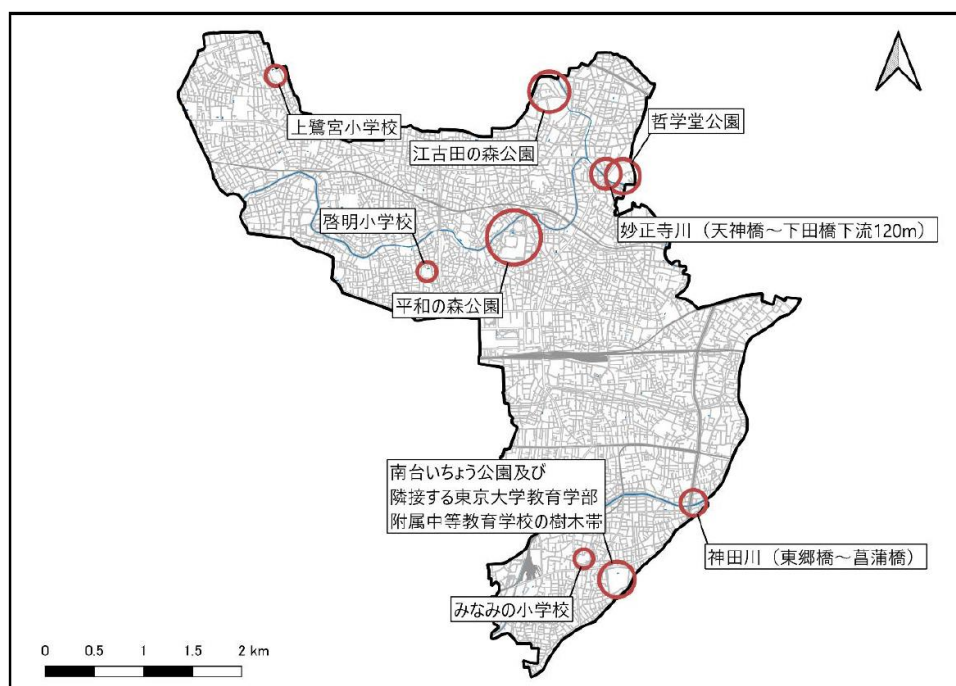 上鷺宮小学校
江古田の森公園
哲学堂公園
啓明小学校
妙正寺川（天神橋～下田橋下流120m）
平和の森公園
南台いちょう公園及び
隣接する東京大学教育学部
附属中等教育学校の樹木帯
神田川（東郷橋～菖蒲橋）
みなみの小学校
0 0.5 1 1.5 2 km